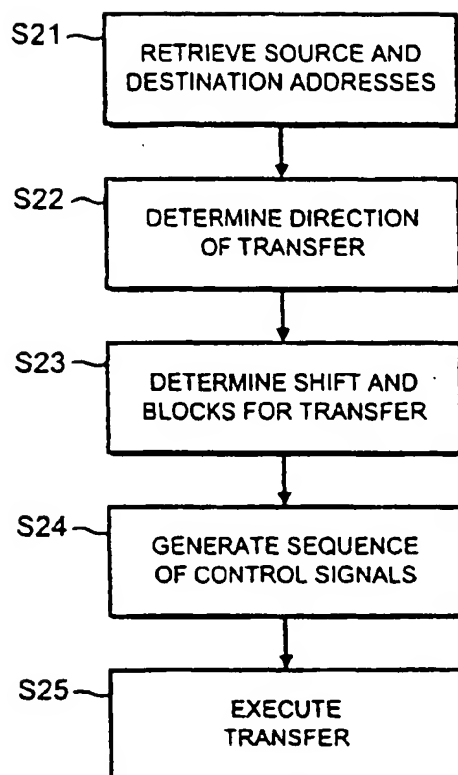 S21
RETRIEVE SOURCE AND
DESTINATION ADDRESSES
S22
DETERMINE DIRECTION
OF TRANSFER
S23
DETERMINE SHIFT AND
BLOCKS FOR TRANSFER
S24
GENERATE SEQUENCE
OF CONTROL SIGNALS
S25
EXECUTE
TRANSFER